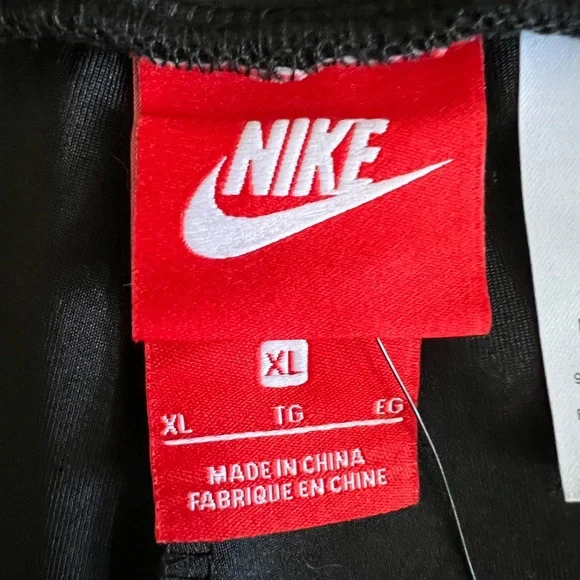 NIKE
XL
XL TG EG
MADE IN CHINA
FABRIQUE EN CHINE